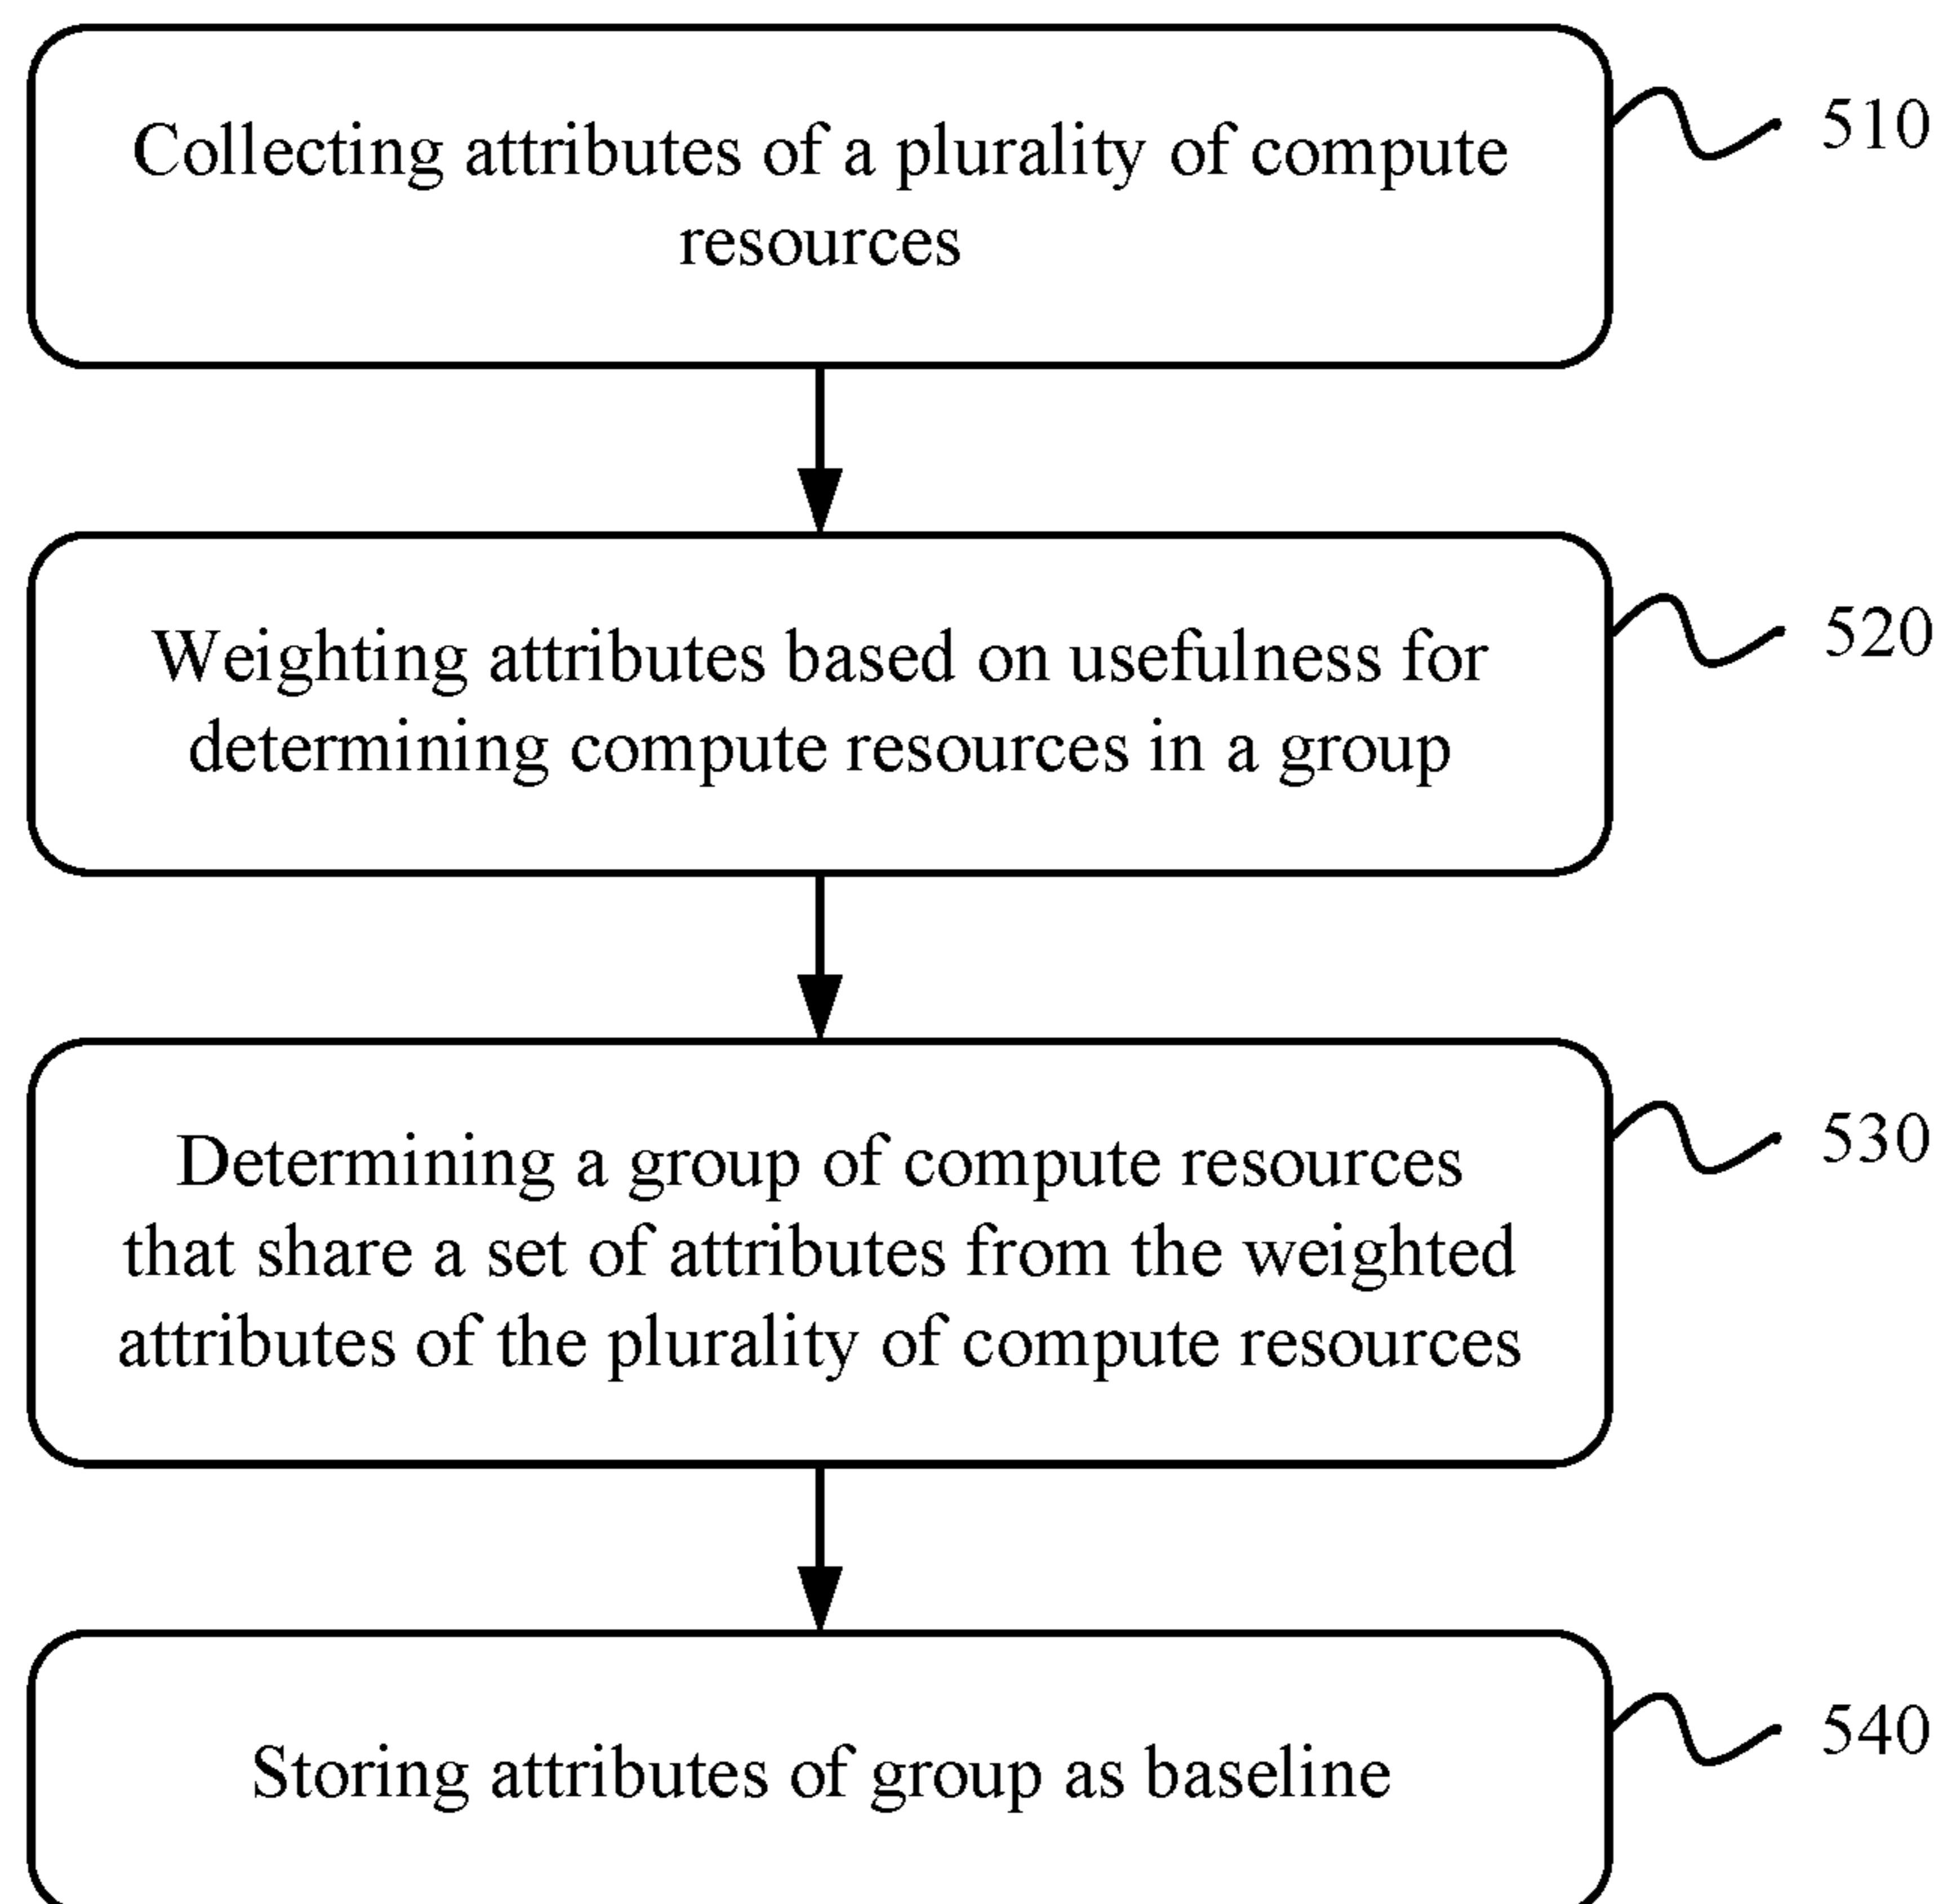 Collecting attributes of a plurality of compute
resources
510
Weighting attributes based on usefulness for
determining compute resources in a group
520
Determining a group of compute resources
that share a set of attributes from the weighted
attributes of the plurality of compute resources
530
Storing attributes of group as baseline
540